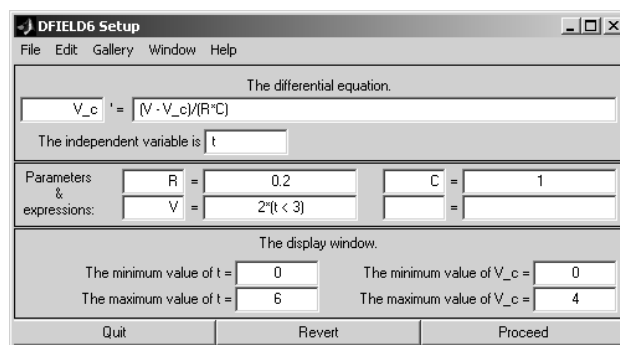 DFIELD6 Setup
File Edit Gallery Window Help
The differential equation.
V_c ' = (V - V_c)/(R*C)
The independent variable is t
Parameters & expressions:
R = 0.2 C = 1
V = 2*(t < 3) =
The display window.
The minimum value of t = 0 The minimum value of V_c = 0
The maximum value of t = 6 The maximum value of V_c = 4
Quit Revert Proceed